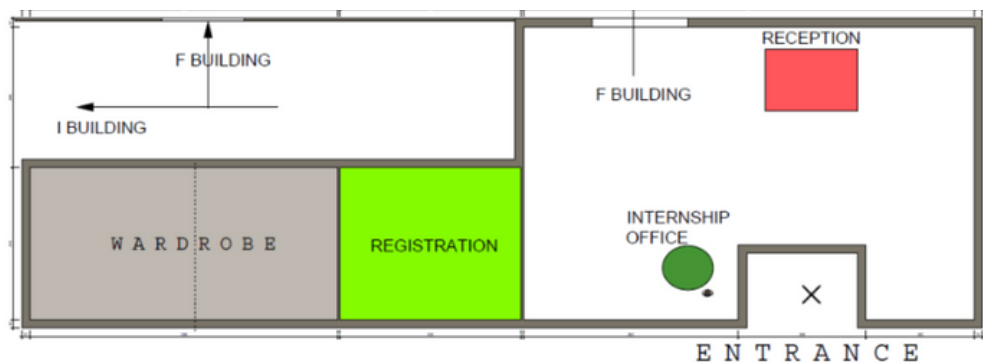 RECEPTION
F BUILDING
F BUILDING
I BUILDING
INTERNSHIP
OFFICE
WARDROBE
REGISTRATION
ENTRANCE